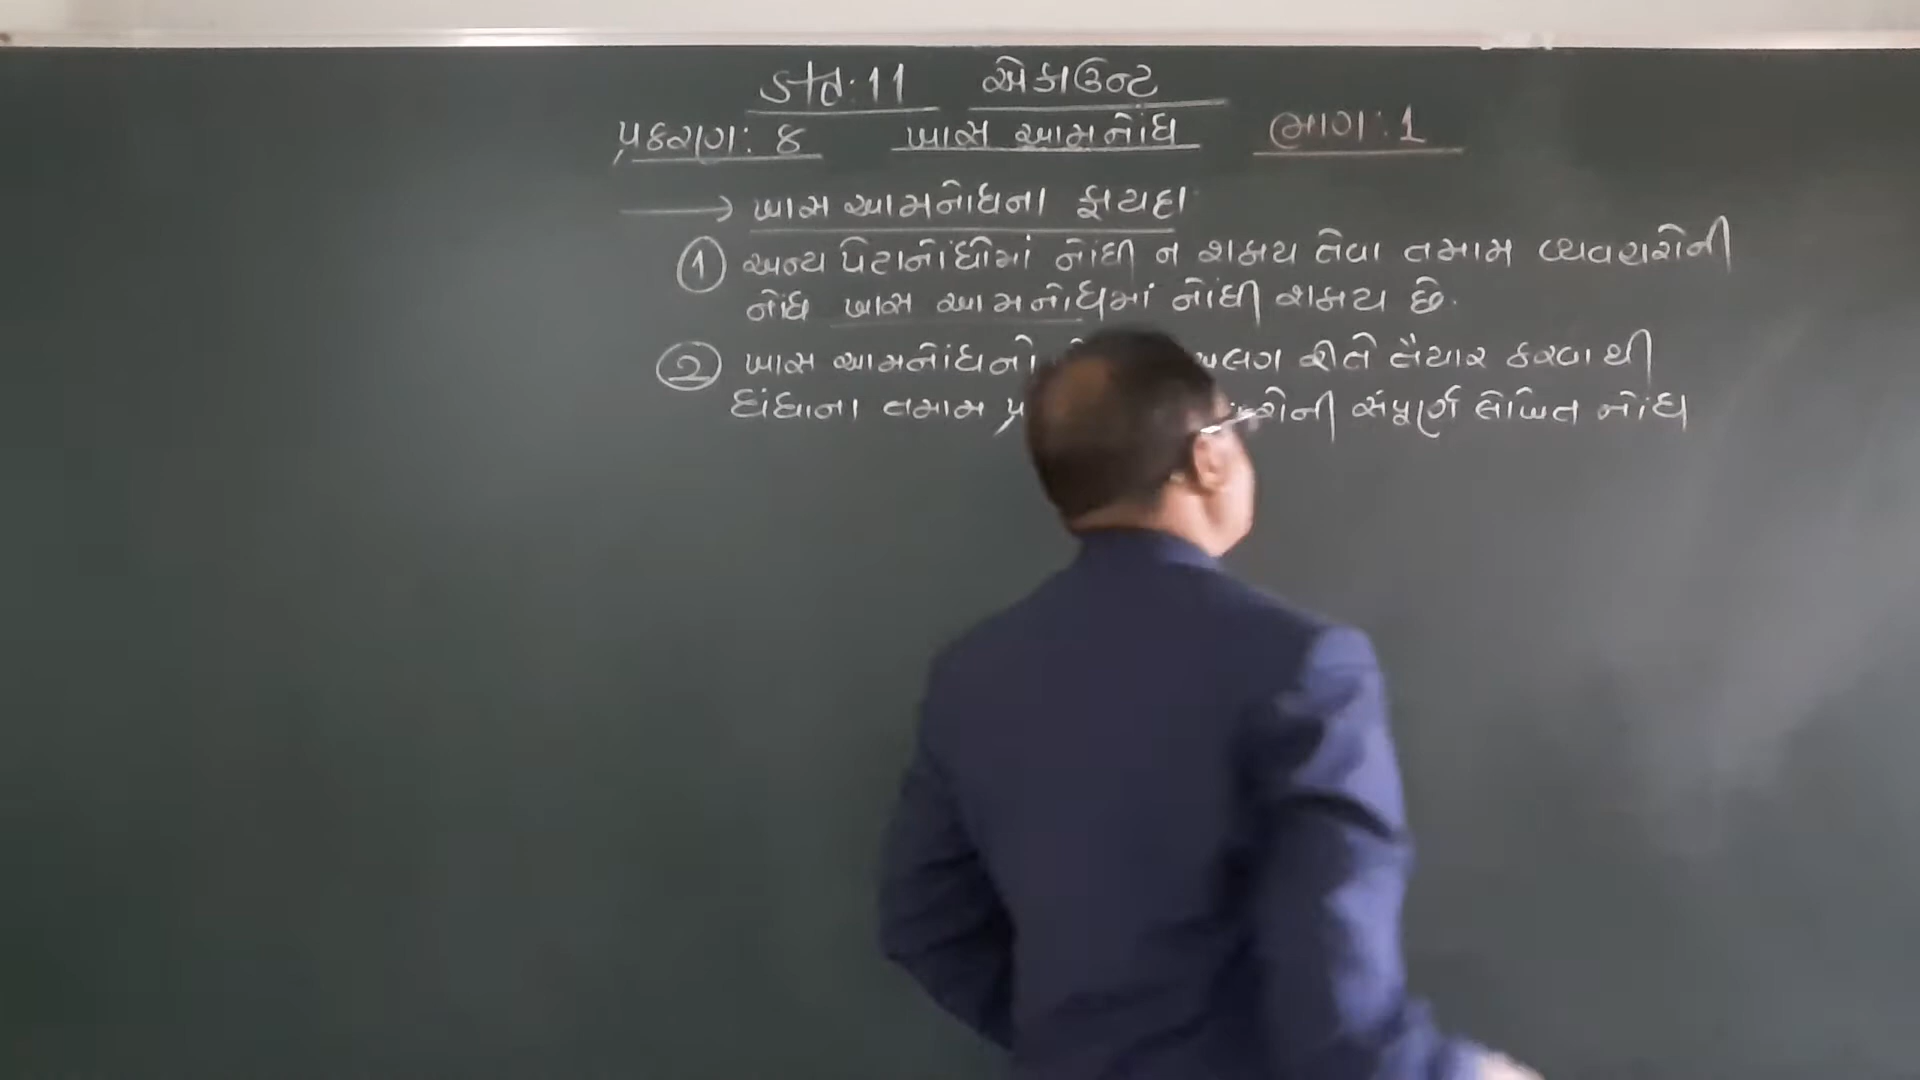 Std:11 એકાઉન્ટ
પ્રકરણ: 8 ખાસ આમનોંધ ભાગ:1
→ ખાસ આમનોંધના ફાયદા
① અન્ય પેટાનોંધોમાં નોંધી ન શકાય તેવા તમામ વ્યવહારોની
નોંધ ખાસ આમનોંધમાં નોંધી શકાય છે.
② ખાસ આમનોંધનો અલગ રીતે તૈયાર કરવાથી
ધંધાના તમામ સંપૂર્ણ લેખિત નોંધ